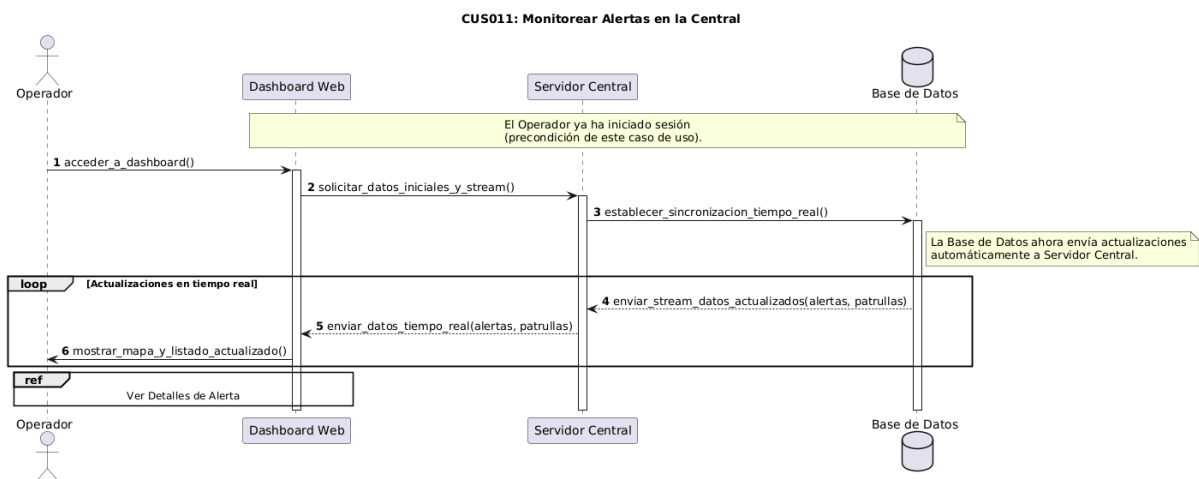 CUS011: Monitorear Alertas en la Central
Operador
Dashboard Web
Servidor Central
Base de Datos
El Operador ya ha iniciado sesión
(precondición de este caso de uso).
1 acceder_a_dashboard()
2 solicitar_datos_iniciales_y_stream()
3 establecer_sincronizacion_tiempo_real()
La Base de Datos ahora envía actualizaciones
automáticamente a Servidor Central.
loop [Actualizaciones en tiempo real]
4 enviar_stream_datos_actualizados(alertas, patrullas)
5 enviar_datos_tiempo_real(alertas, patrullas)
6 mostrar_mapa_y_listado_actualizado()
ref
Ver Detalles de Alerta
Operador
Dashboard Web
Servidor Central
Base de Datos